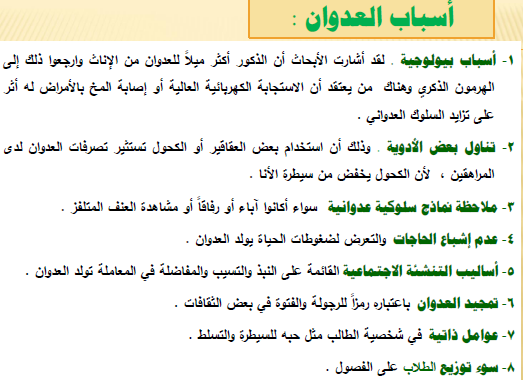 أسباب العدوان :
١- أسباب بيولوجية . لقد أشارت الأبحاث أن الذكور أكثر ميلاً للعدوان من الإناث وارجعوا ذلك إلى
الهرمون الذكري وهناك من يعتقد أن الاستجابة الكهربائية العالية أو إصابة المخ بالأمراض له أثر
على تزايد السلوك العدواني .
٢- تناول بعض الأدوية . وذلك أن استخدام بعض العقاقير أو الكحول تستثير تصرفات العدوان لدى
المراهقين ، لأن الكحول يخفض من سيطرة الأنا .
٣- ملاحظة نماذج سلوكية عدوانية سواء أكانوا آباء أو رفاقاً أو مشاهدة العنف المتلفز .
٤- عدم إشباع الحاجات والتعرض لضغوطات الحياة يولد العدوان .
٥- أساليب التنشئة الاجتماعية القائمة على النبذ والتسيب والمفاضلة في المعاملة تولد العدوان .
٦- تمجيد العدوان باعتباره رمزاً للرجولة والفتوة في بعض الثقافات .
٧- عوامل ذاتية في شخصية الطالب مثل حبه للسيطرة والتسلط .
٨- سوء توزيع الطلاب على الفصول .